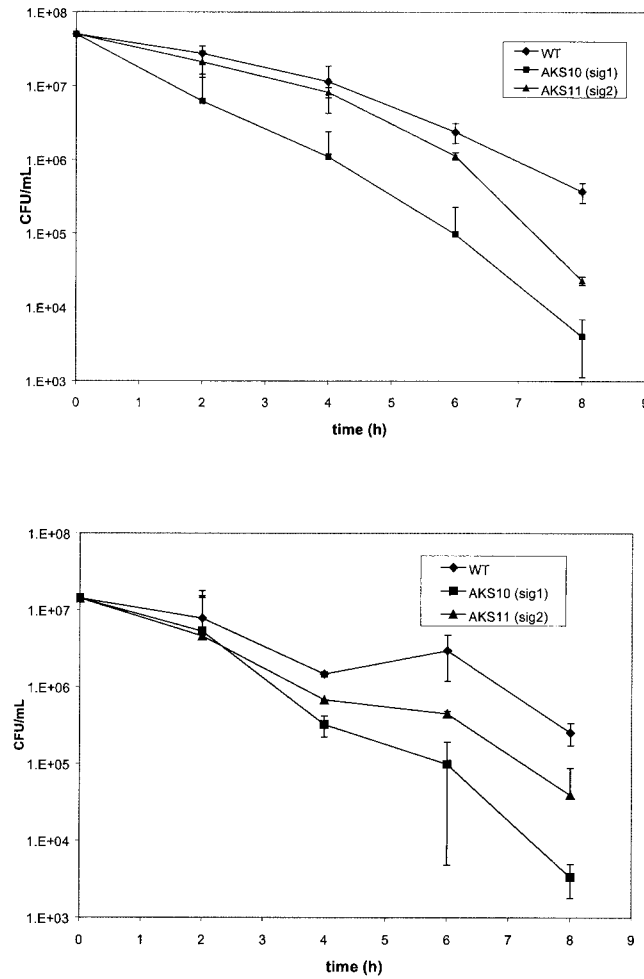 1.E+08
1.E+07
1.E+06
1.E+05
1.E+04
1.E+03
CFU/mL
WT
AKS10 (sig1)
AKS11 (sig2)
0 1 2 3 4 5 6 7 8 9
time (h)
1.E+08
1.E+07
1.E+06
1.E+05
1.E+04
1.E+03
CFU/mL
WT
AKS10 (sig1)
AKS11 (sig2)
0 1 2 3 4 5 6 7 8 9
time (h)